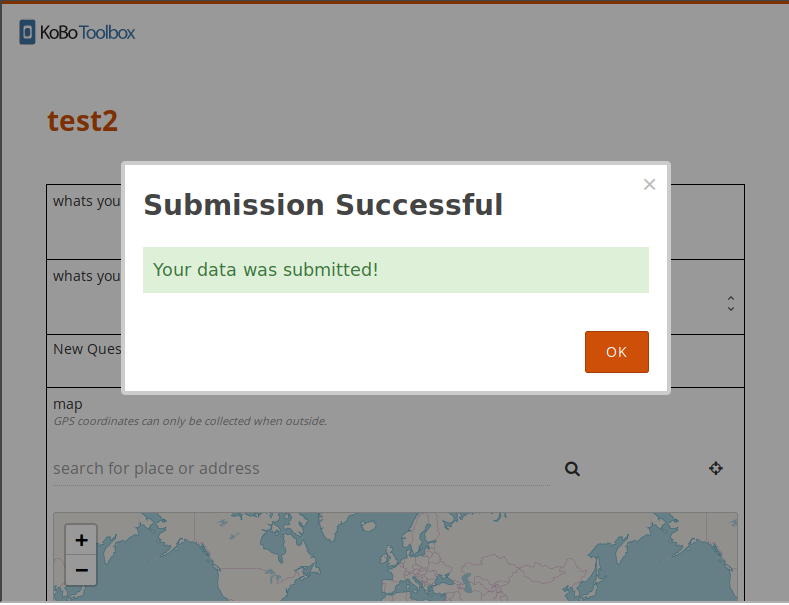 KoBoToolbox
test2
Submission Successful
×
whats you
Your data was submitted!
whats you
OK
New Ques
map
GPS coordinates can only be collected when outside.
search for place or address
+
−